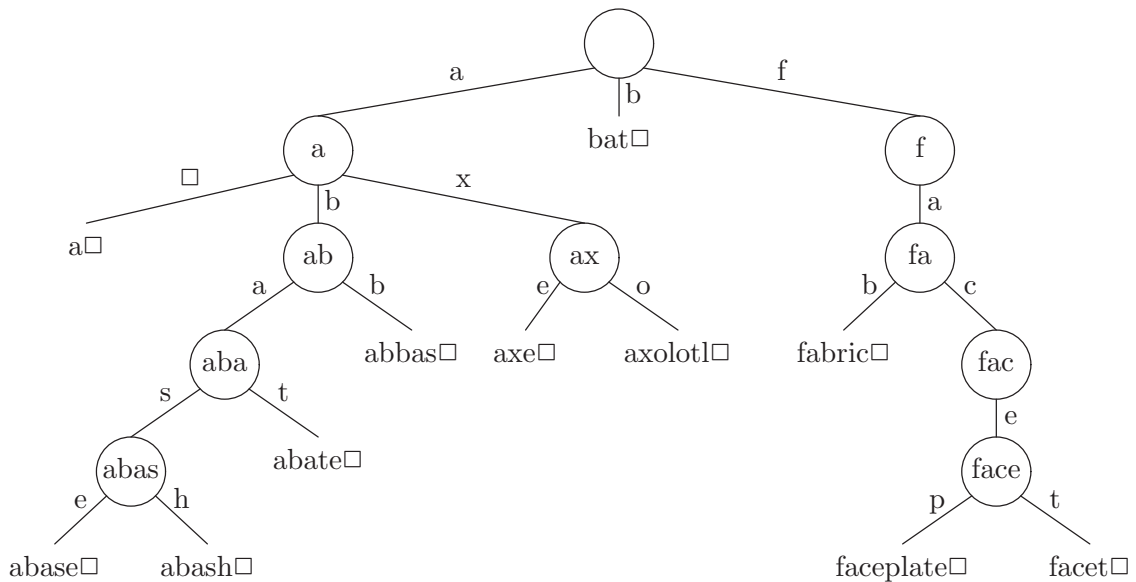 a b f
bat□
a f
□ b x a
a□
ab ax fa
a b e o b c
aba abbas□ axe□ axolotl□ fabric□ fac
s t e
abas abate□ face
e h p t
abase□ abash□ faceplate□ facet□